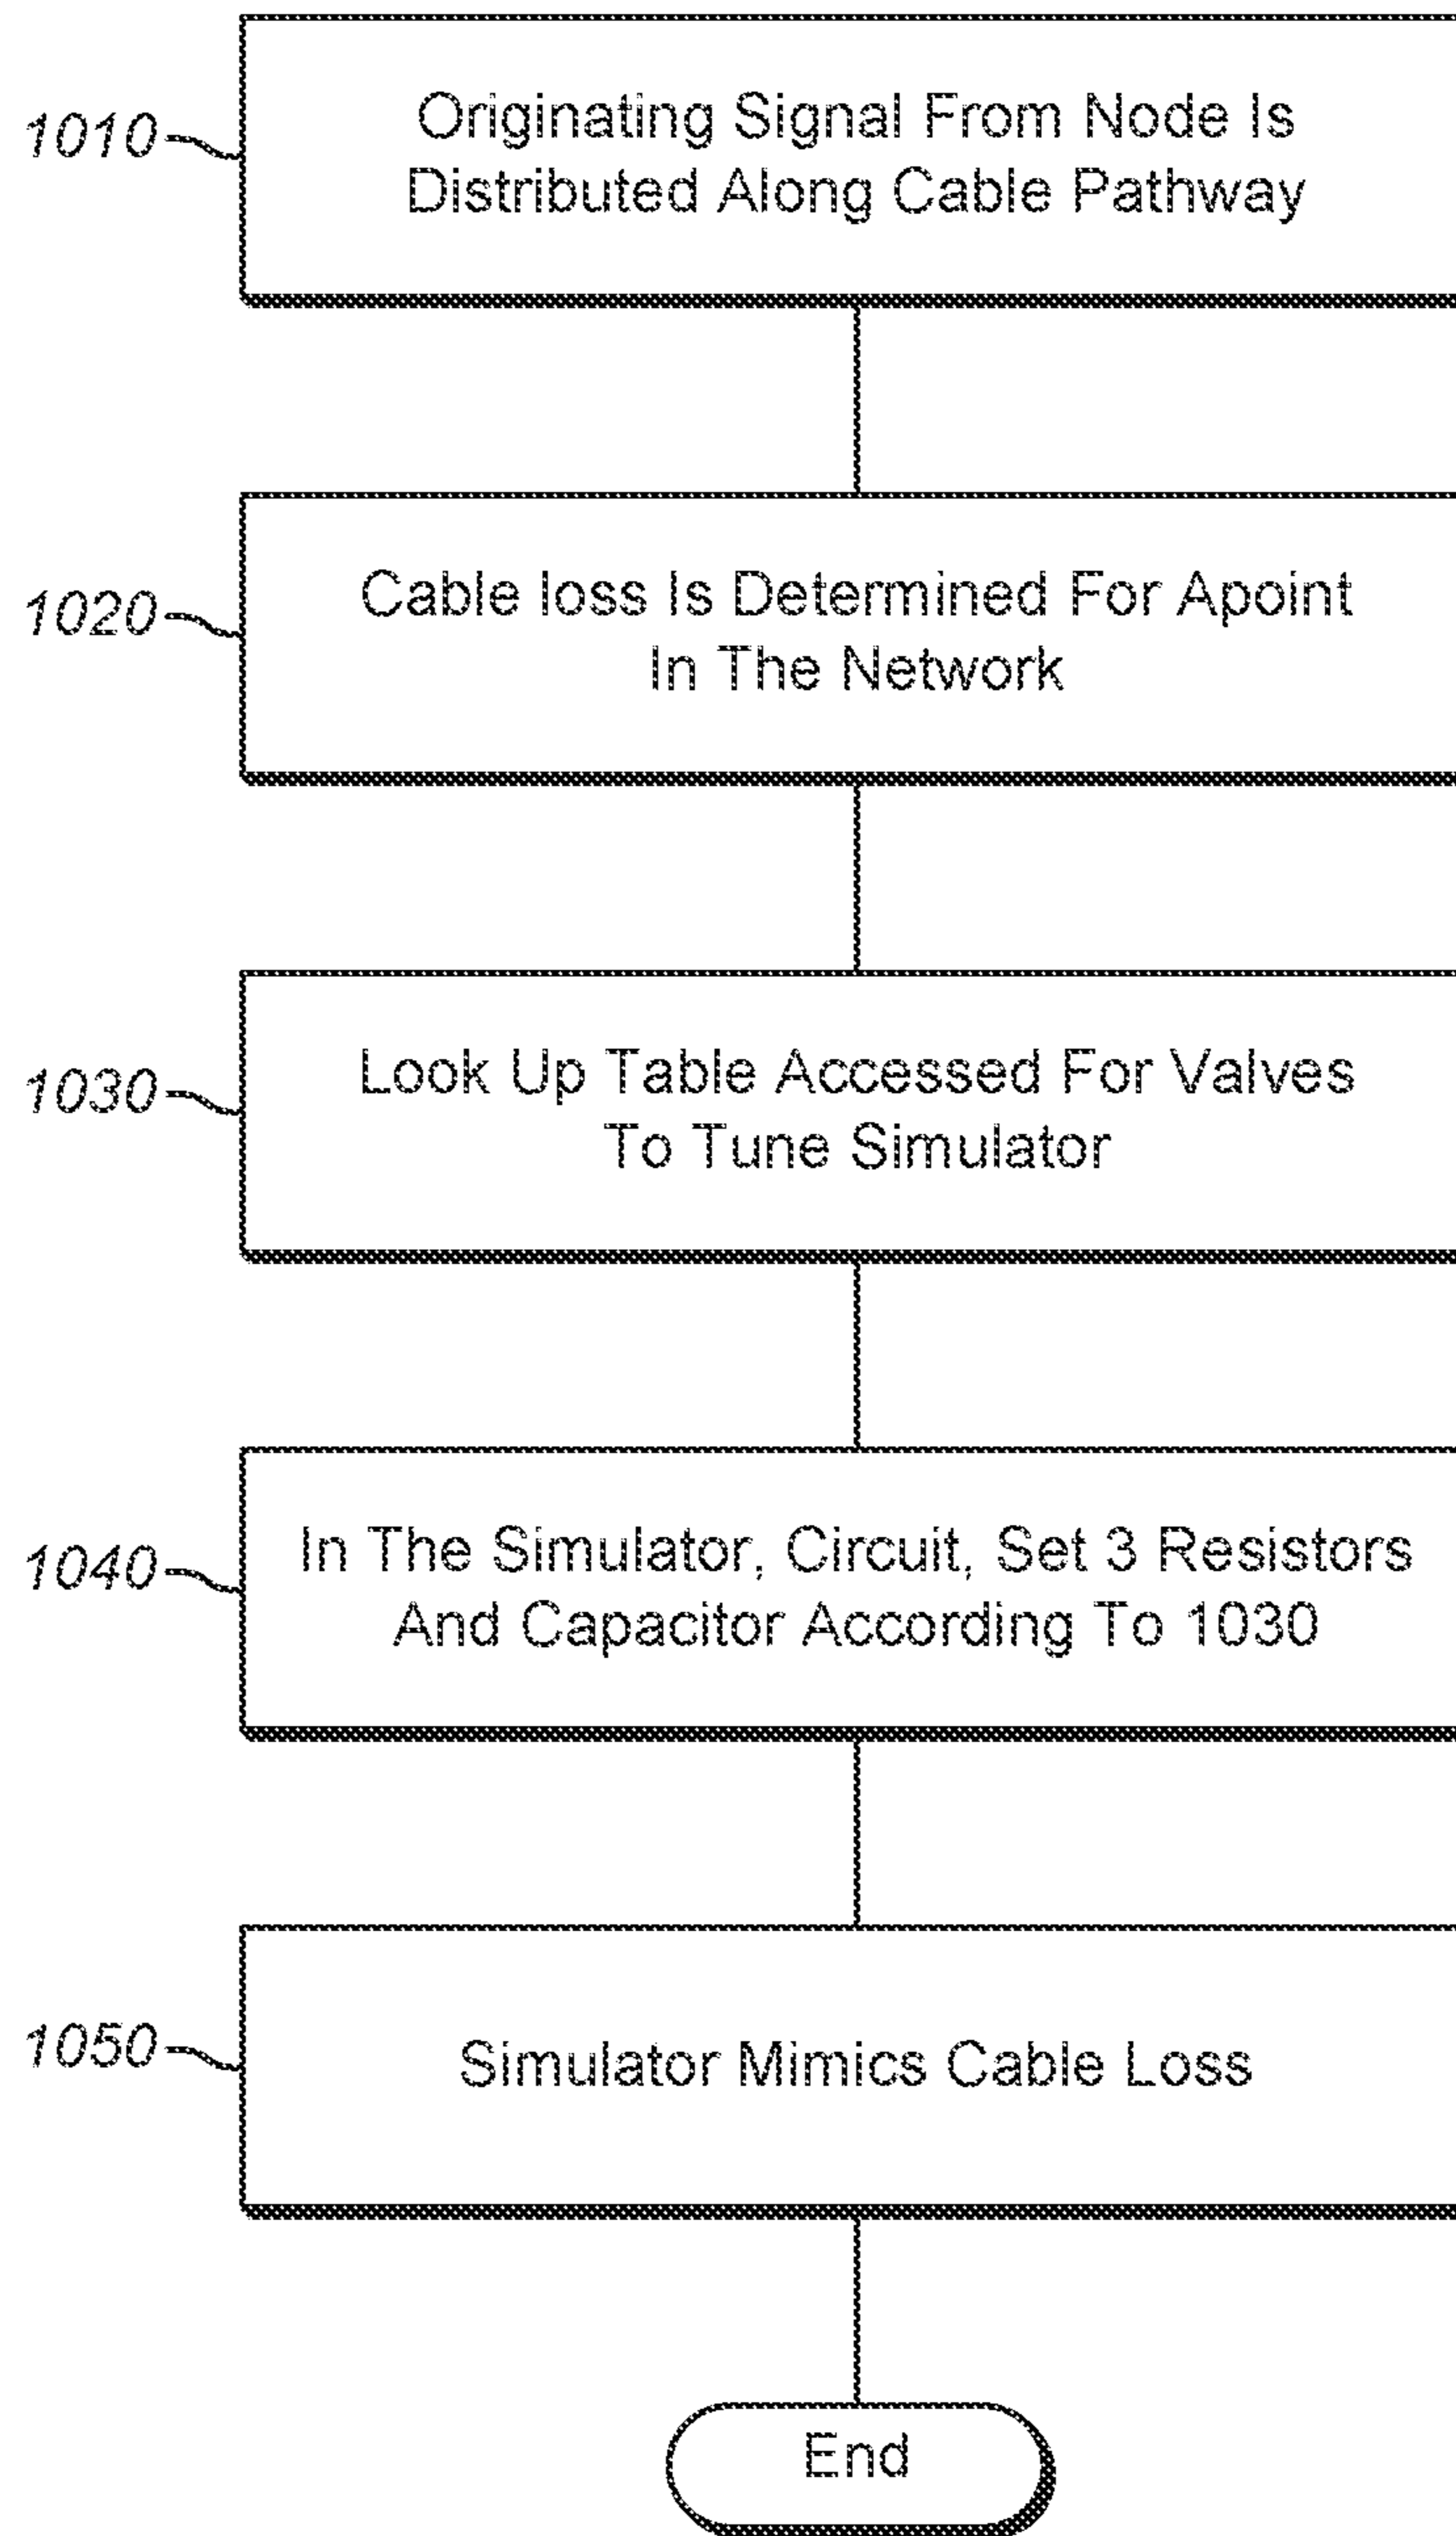 1010
Originating Signal From Node Is
Distributed Along Cable Pathway
1020
Cable loss Is Determined For Apoint
In The Network
1030
Look Up Table Accessed For Valves
To Tune Simulator
1040
In The Simulator, Circuit, Set 3 Resistors
And Capacitor According To 1030
1050
Simulator Mimics Cable Loss
End